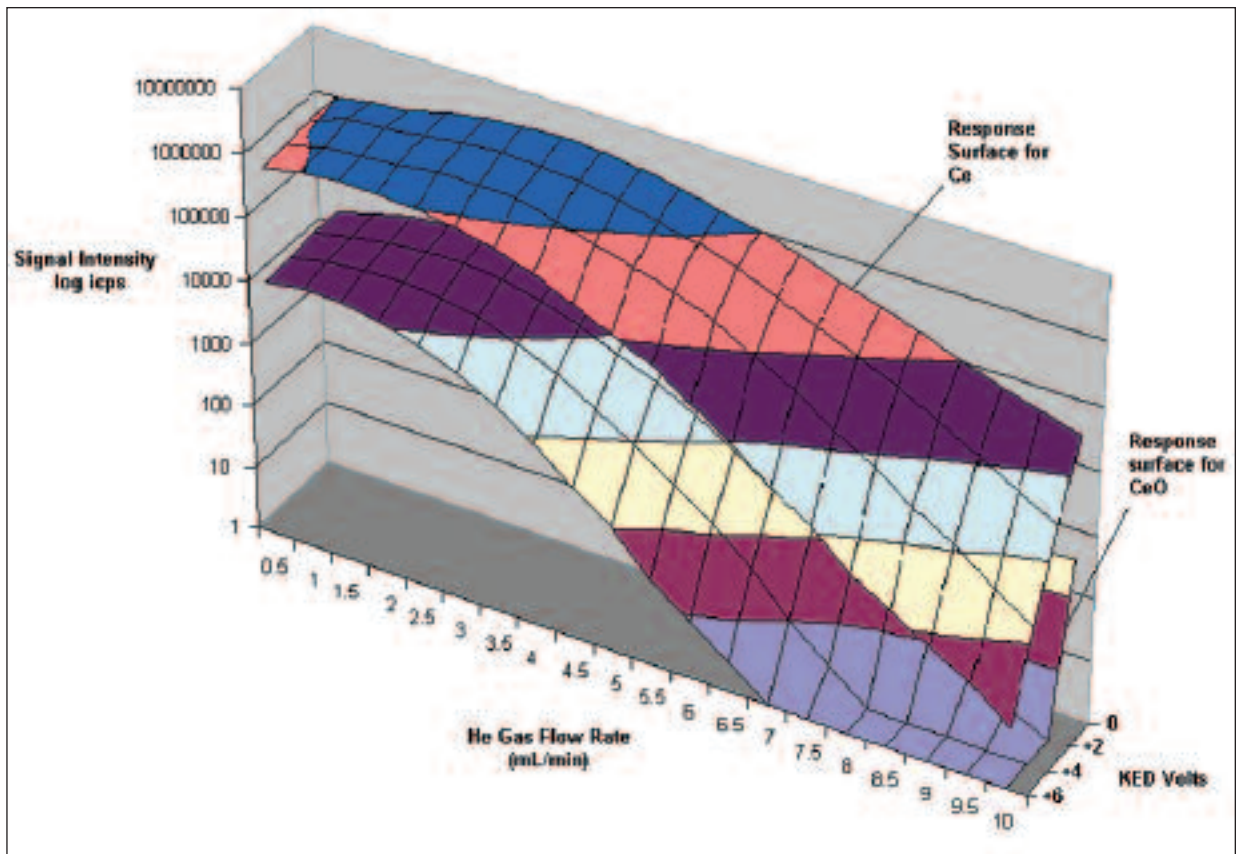 10000000
1000000
100000
10000
1000
100
10
1
Signal Intensity
log icps
Response
Surface for
Ce
Response
surface for
CeO
0.5
1
1.5
2
2.5
3
3.5
4
4.5
5
5.5
6
6.5
7
7.5
8
8.5
9
9.5
10
He Gas Flow Rate
(mL/min)
0
+2
+4
+6
KED Volts